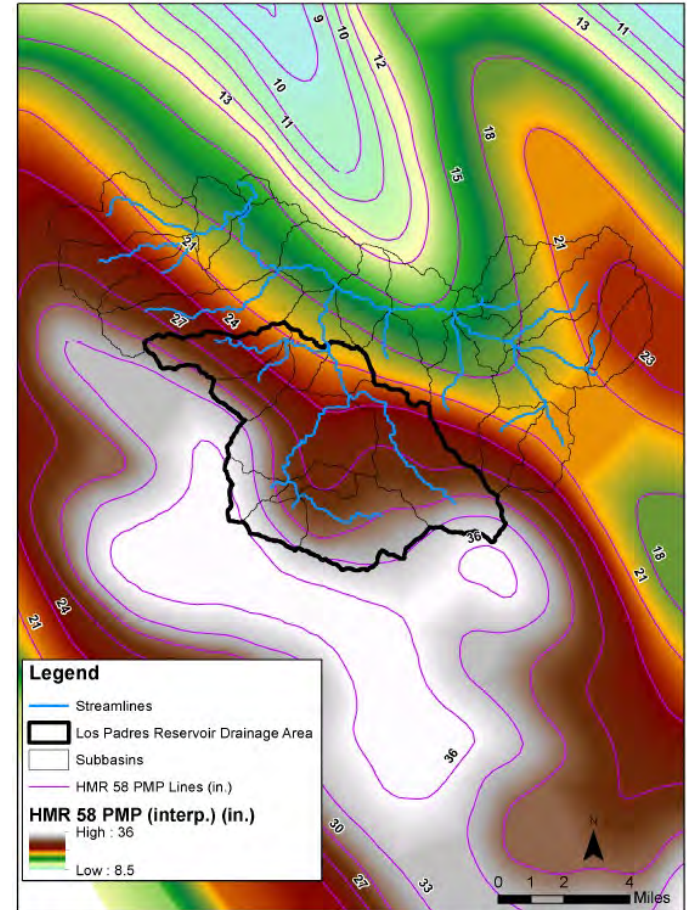 9
10
11
12
13
10
11
13
18
15
21
21
24
27
23
36
18
21
24
21
36
Legend
Streamlines
Los Padres Reservoir Drainage Area
Subbasins
HMR 58 PMP Lines (in.)
HMR 58 PMP (interp.) (in.)
High : 36
Low : 8.5
30
27
33
N
0 1 2 4
Miles